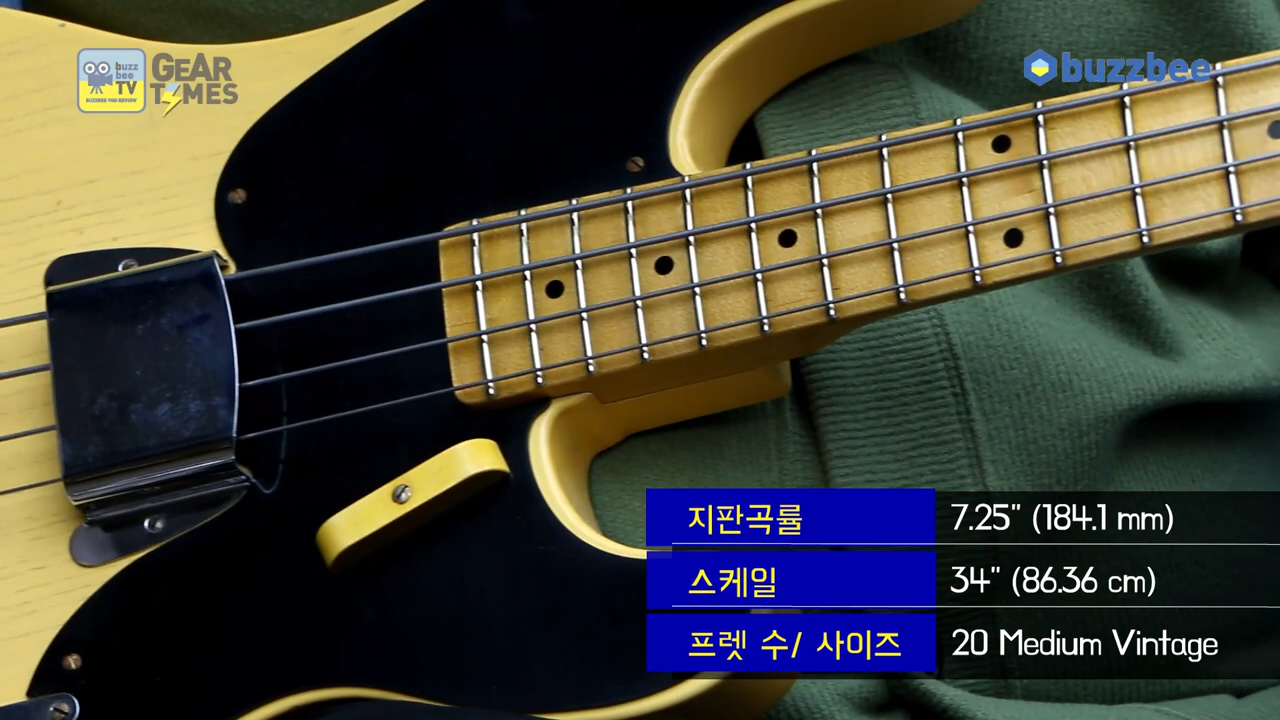 buzz
bee
TV
BUZZBEE VOD REVIEW
GEAR
TIMES
buzzbee
지판곡률 7.25" (184.1 mm)
스케일 34" (86.36 cm)
프렛 수/ 사이즈 20 Medium Vintage